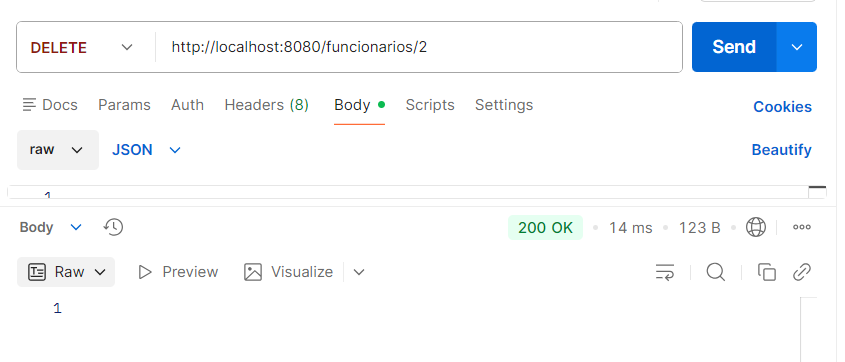 DELETE http://localhost:8080/funcionarios/2 Send
Docs Params Auth Headers (8) Body Scripts Settings Cookies
raw JSON Beautify
1
Body 200 OK 14 ms 123 B
Raw Preview Visualize
1